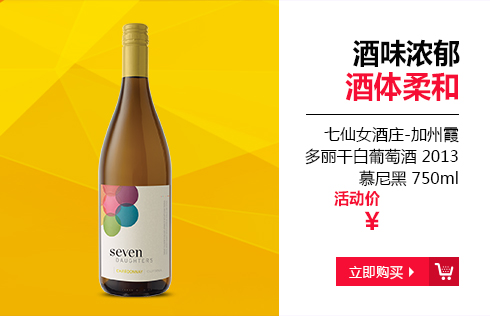 酒味浓郁
酒体柔和
七仙女酒庄-加州霞
多丽干白葡萄酒 2013
慕尼黑 750ml
活动价
¥
立即购买
seven
DAUGHTERS
CHARDONNAY